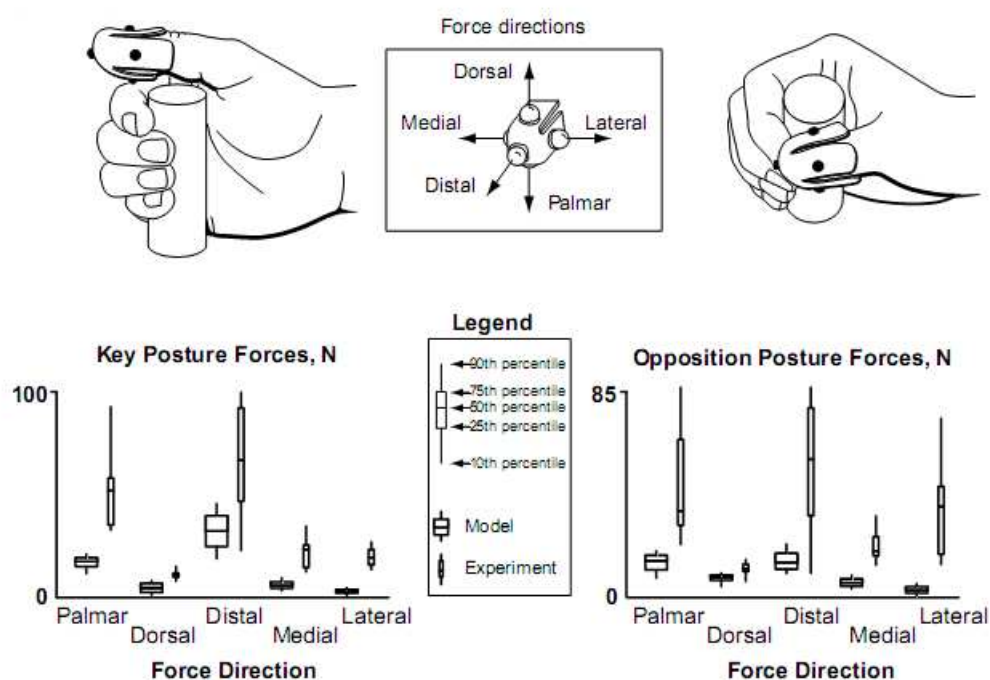 Force directions
Dorsal
Medial
Lateral
Distal
Palmar
Legend
Key Posture Forces, N
90th percentile
75th percentile
50th percentile
25th percentile
10th percentile
Model
Experiment
Opposition Posture Forces, N
100
0
Palmar
Dorsal
Distal
Medial
Lateral
Force Direction
85
0
Palmar
Dorsal
Distal
Medial
Lateral
Force Direction